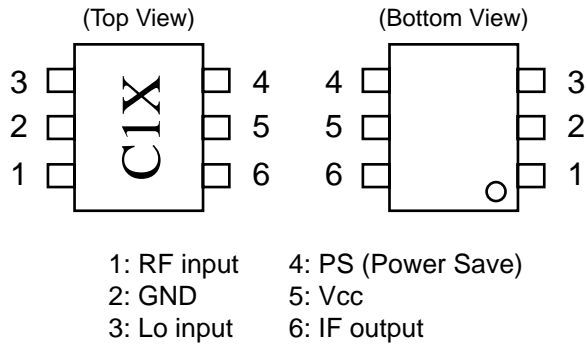 (Top View) (Bottom View)
3 C1X 4 4 3
2 5 5 2
1 6 6 1
1: RF input 4: PS (Power Save)
2: GND 5: Vcc
3: Lo input 6: IF output